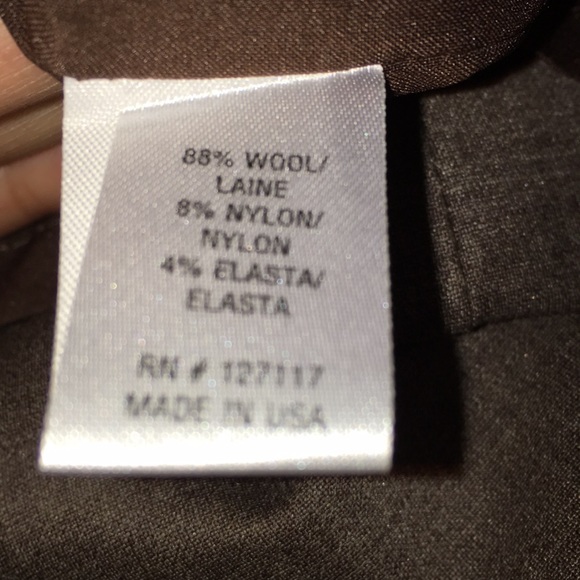 88% WOOL/
LAINE
8% NYLON/
NYLON
4% ELASTA/
ELASTA
RN # 127117
MADE IN USA